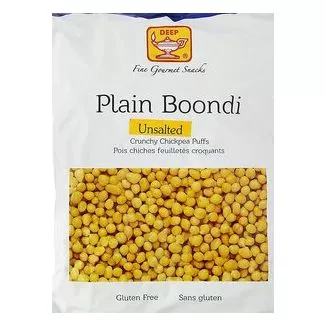 DEEP
®
Fine Gourmet Snacks
Plain Boondi
Unsalted
Crunchy Chickpea Puffs
Pois chiches feuilletés croquants
Gluten Free Sans gluten